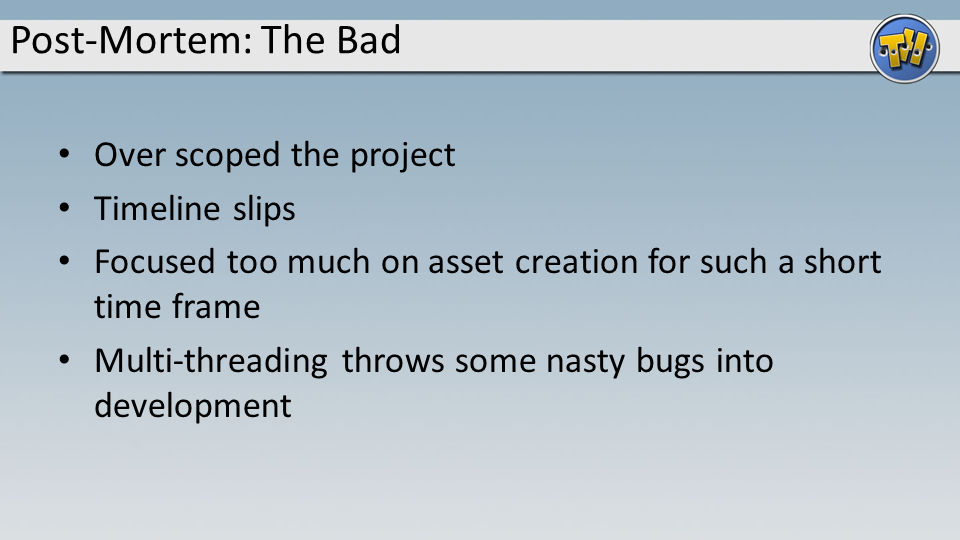 Post-Mortem: The Bad
• Over scoped the project
• Timeline slips
• Focused too much on asset creation for such a short
time frame
• Multi-threading throws some nasty bugs into
development